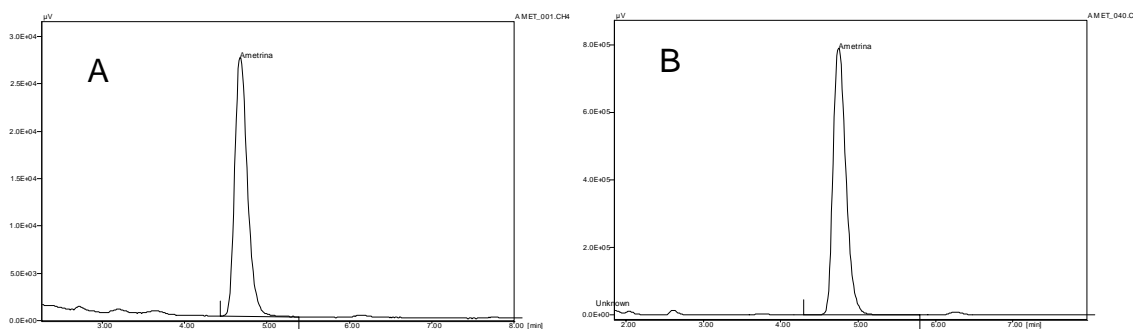 µV
AMET_001.CH4
3.0E+04
2.5E+04
2.0E+04
1.5E+04
1.0E+04
5.0E+03
0.0E+00
A
Ametrina
3.00
4.00
5.00
6.00
7.00
8.00
[min]
µV
AMET_040.C
8.0E+05
6.0E+05
4.0E+05
2.0E+05
0.0E+00
B
Ametrina
Unknown
2.00
3.00
4.00
5.00
6.00
7.00
[min]